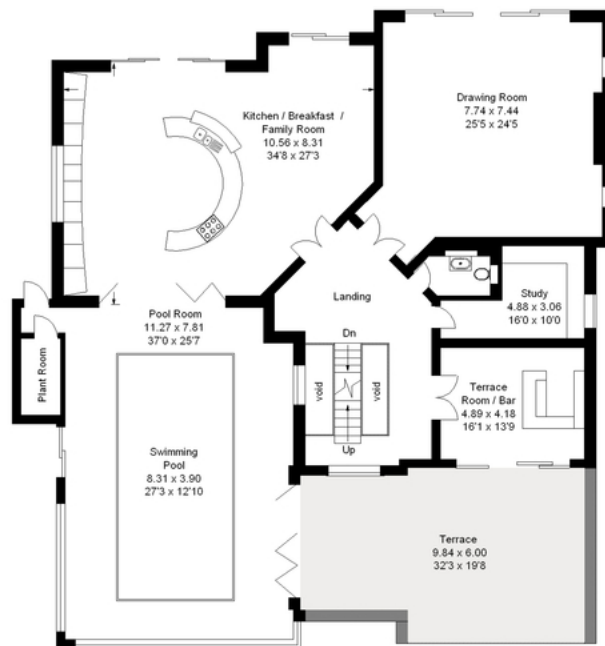 Drawing Room
7.74 x 7.44
25'5 x 24'5
Kitchen / Breakfast /
Family Room
10.56 x 8.31
34'8 x 27'3
Landing
Study
4.88 x 3.06
16'0 x 10'0
Pool Room
11.27 x 7.81
37'0 x 25'7
Dn
void
void
Up
Plant Room
Terrace
Room / Bar
4.89 x 4.18
16'1 x 13'9
Swimming
Pool
8.31 x 3.90
27'3 x 12'10
Terrace
9.84 x 6.00
32'3 x 19'8